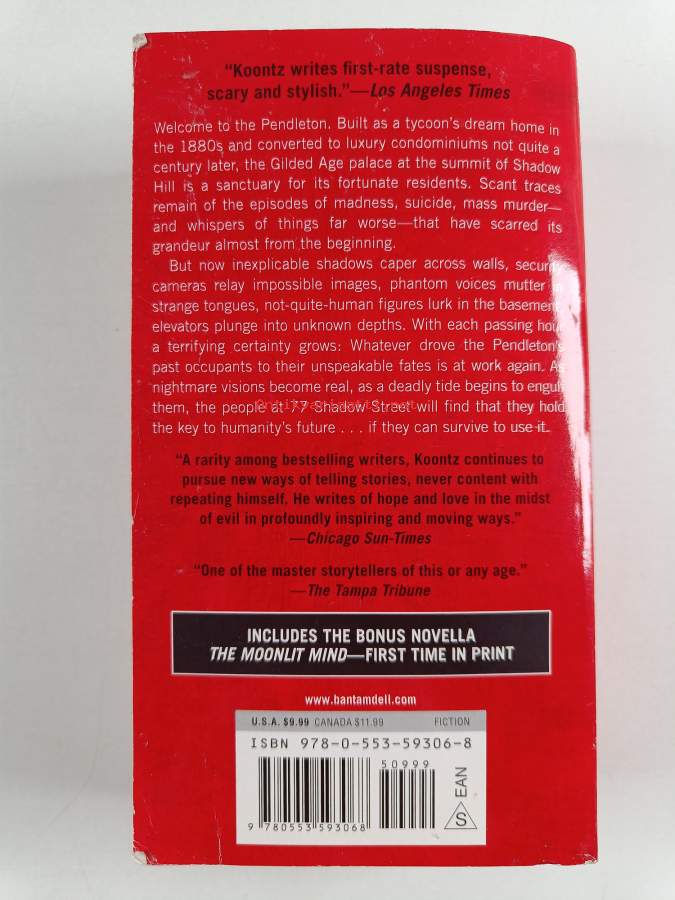 “Koontz writes first-rate suspense,
scary and stylish.”—Los Angeles Times
Welcome to the Pendleton. Built as a tycoon’s dream home in
the 1880s and converted to luxury condominiums not quite a
century later, the Gilded Age palace at the summit of Shadow
Hill is a sanctuary for its fortunate residents. Scant traces
remain of the episodes of madness, suicide, mass murder—
and whispers of things far worse—that have scarred its
grandeur almost from the beginning.
But now inexplicable shadows caper across walls, security
cameras relay impossible images, phantom voices mutter in
strange tongues, not-quite-human figures lurk in the basement,
elevators plunge into unknown depths. With each passing hour
a terrifying certainty grows: Whatever drove the Pendleton’s
past occupants to their unspeakable fates is at work again. As
nightmare visions become real, as a deadly tide begins to engulf
them, the people at 77 Shadow Street will find that they hold
the key to humanity’s future . . . if they can survive to use it.
“A rarity among bestselling writers, Koontz continues to
pursue new ways of telling stories, never content with
repeating himself. He writes of hope and love in the midst
of evil in profoundly inspiring and moving ways.”
—Chicago Sun-Times
“One of the master storytellers of this or any age.”
—The Tampa Tribune
INCLUDES THE BONUS NOVELLA
THE MOONLIT MIND—FIRST TIME IN PRINT
www.bantamdell.com
U.S.A. $9.99 CANADA $11.99 FICTION
ISBN 978-0-553-59306-8
50999
9 780553 593068
S EAN